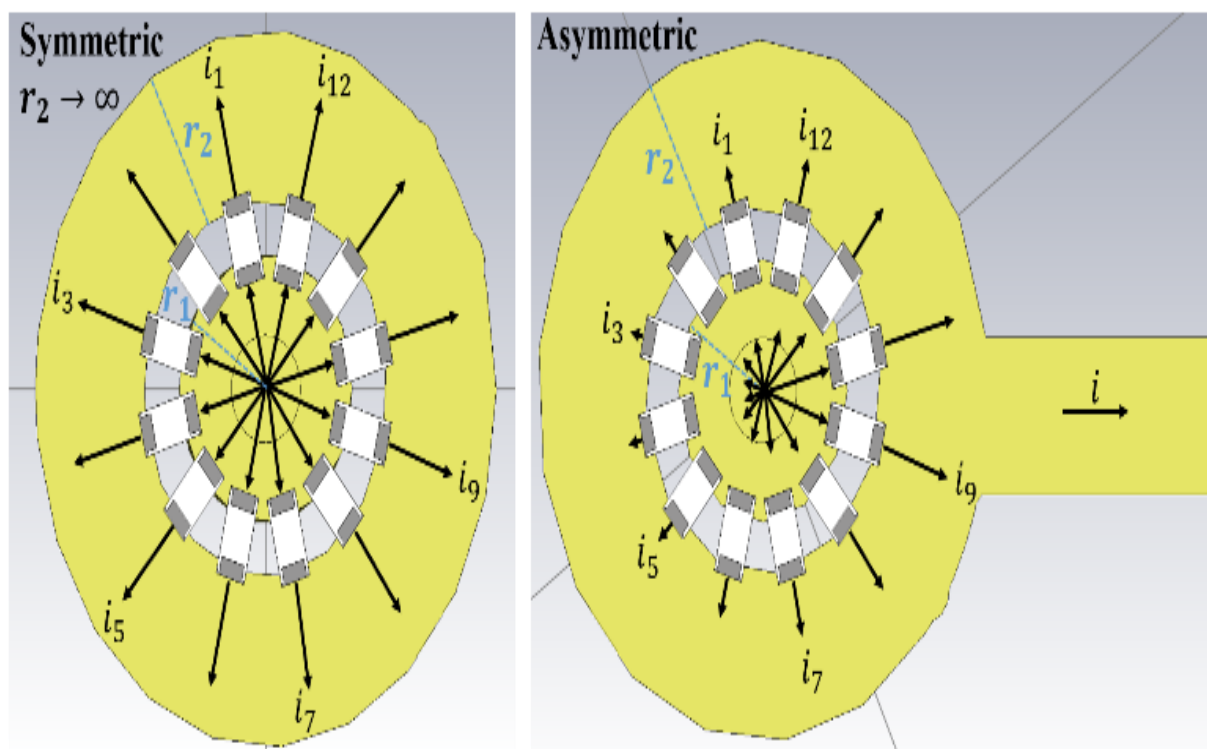 Symmetric
r₂ → ∞
i₁
i₁₂
r₂
i₃
r₁
i₉
i₅
i₇
Asymmetric
i₁
i₁₂
r₂
i₃
r₁
i
i₉
i₅
i₇